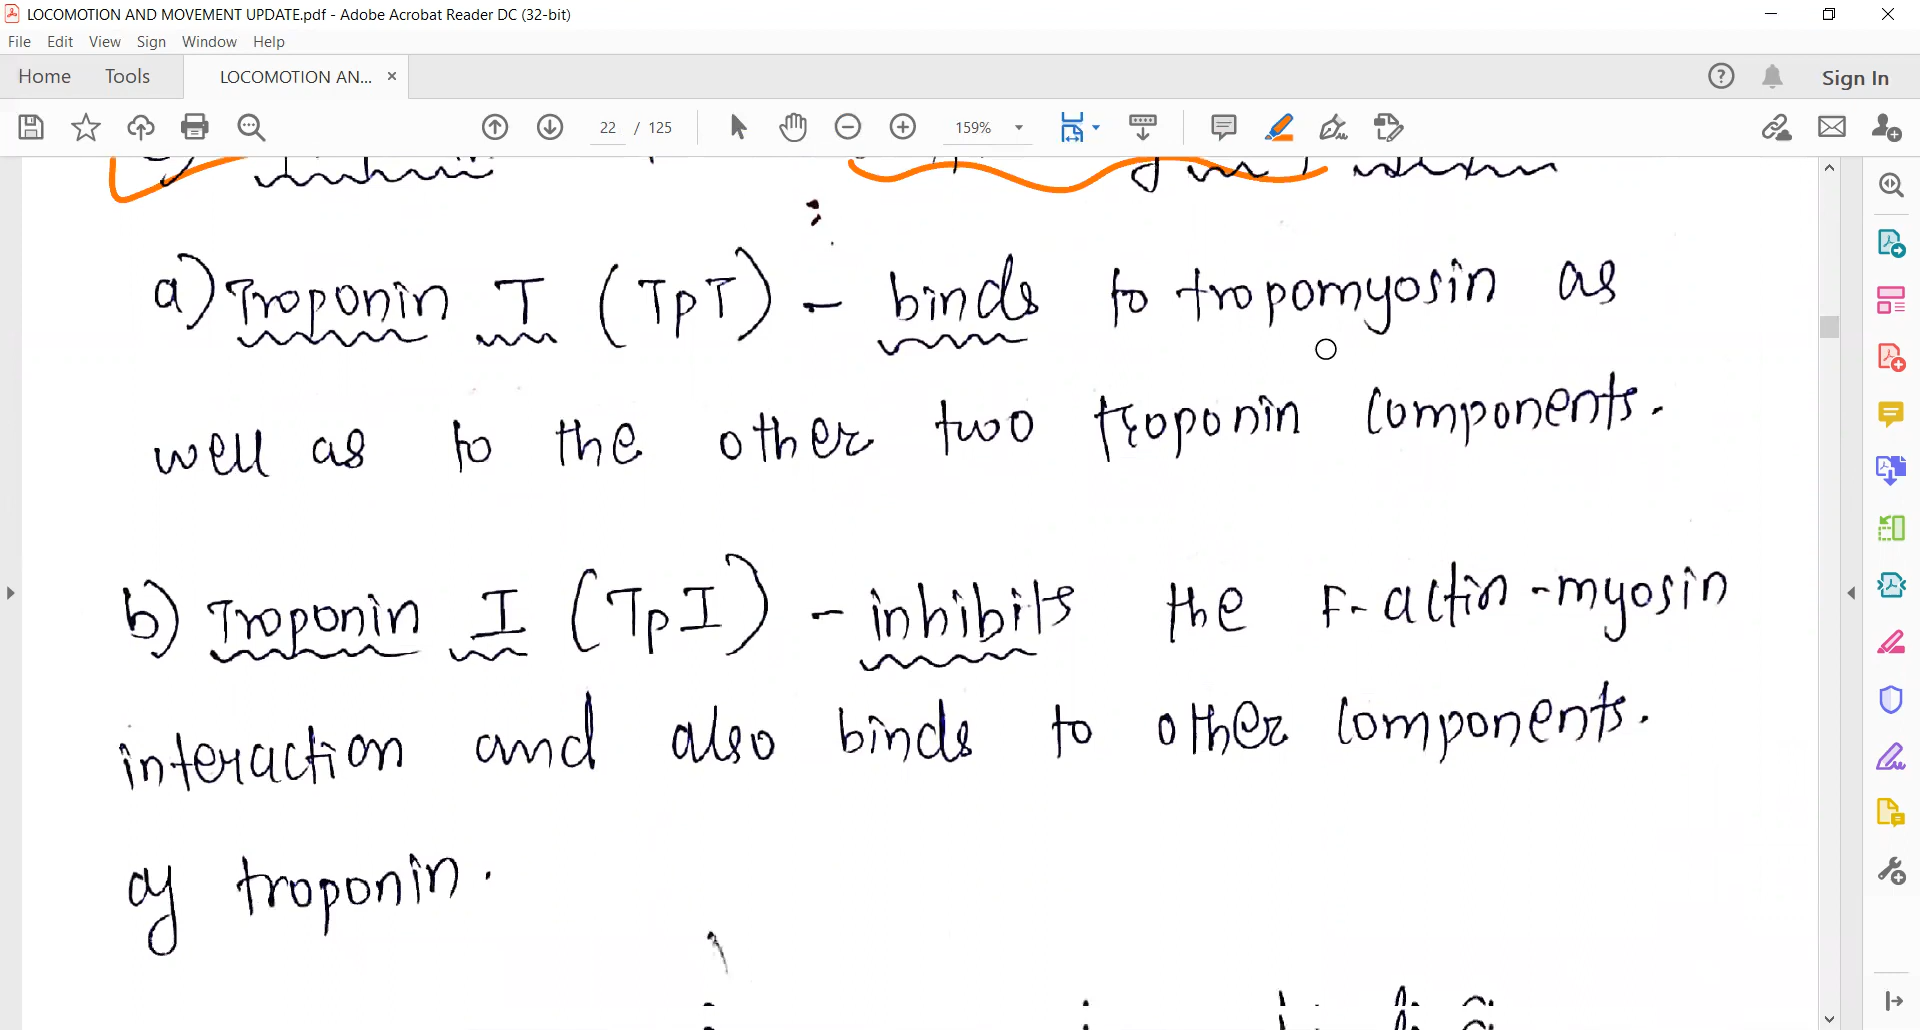 LOCOMOTION AND MOVEMENT UPDATE.pdf - Adobe Acrobat Reader DC (32-bit)
File Edit View Sign Window Help
Home Tools LOCOMOTION AN... × Sign In
22 / 125 159%
a) Troponin T (TpT) - binds to tropomyosin as
well as to the other two troponin components.
b) Troponin I (TpI) - inhibits the F-actin-myosin
interaction and also binds to other components.
of troponin.